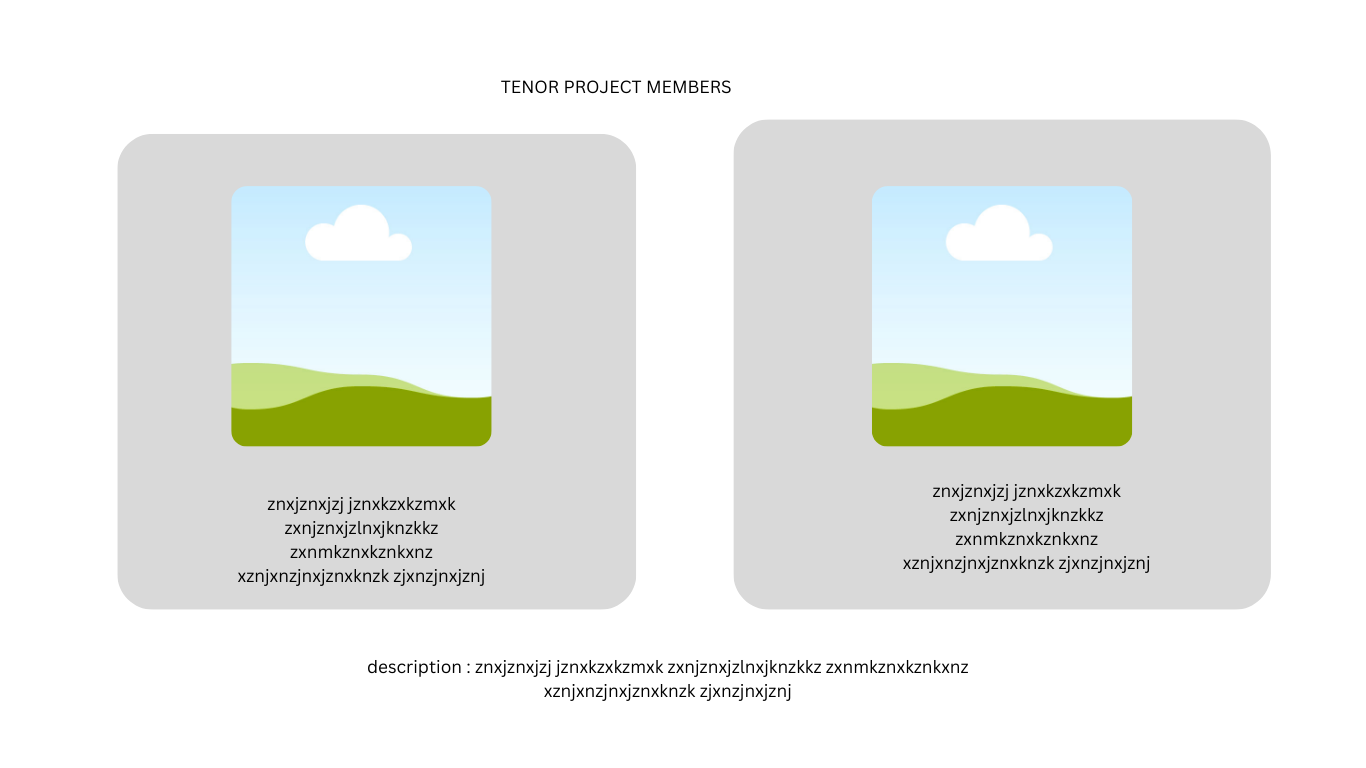 TENOR PROJECT MEMBERS
znxjznxjzj jznxkzxkzmxk
zxnjznxjzlnxjknzkkz
zxnmkznxkznkxnz
xznjxnzjnxjznxknzk zjxnzjnxjznj
znxjznxjzj jznxkzxkzmxk
zxnjznxjzlnxjknzkkz
zxnmkznxkznkxnz
xznjxnzjnxjznxknzk zjxnzjnxjznj
description : znxjznxjzj jznxkzxkzmxk zxnjznxjzlnxjknzkkz zxnmkznxkznkxnz
xznjxnzjnxjznxknzk zjxnzjnxjznj